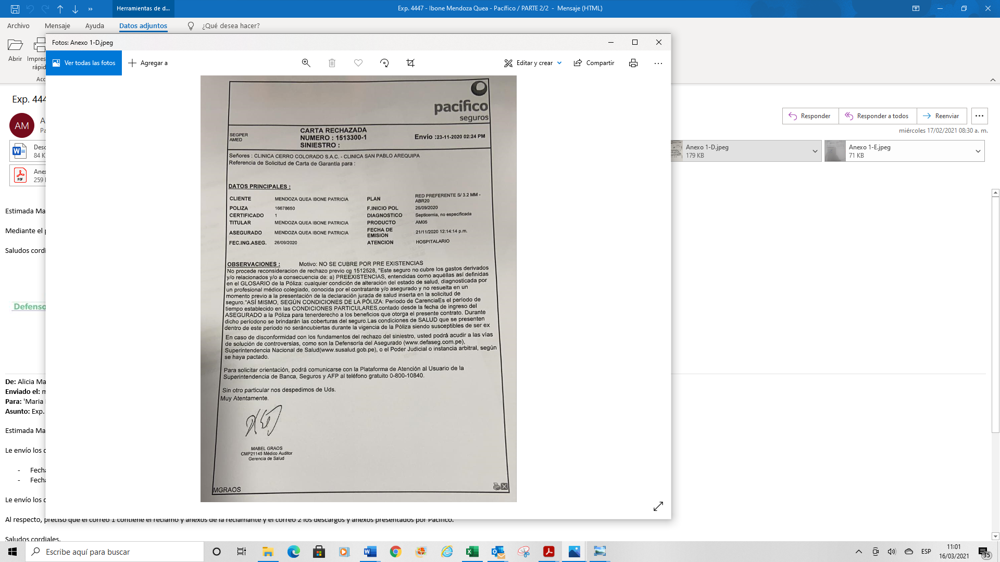 Herramientas de d...
Exp. 4447 - Ibone Mendoza Quea - Pacífico / PARTE 2/2 - Mensaje (HTML)
Archivo
Mensaje
Ayuda
Datos adjuntos
¿Qué desea hacer?
Abrir
Fotos: Anexo 1-D.jpeg
Ver todas las fotos
Agregar a
Editar y crear
Compartir
Exp. 444
AM
Responder
Responder a todos
Reenviar
miércoles 17/02/2021 08:30 a. m.
84 K
259
PDF
Anexo 1-D.jpeg
179 KB
Anexo 1-E.jpeg
71 KB
pacífico
seguros
SEGPER
AMED
CARTA RECHAZADA
NUMERO : 1513300-1
SINIESTRO :
Envío :23-11-2020 02:24 PM
Señores : CLINICA CERRO COLORADO S.A.C. - CLINICA SAN PABLO AREQUIPA
Referencia de Solicitud de Carta de Garantía para :
DATOS PRINCIPALES :
CLIENTE MENDOZA QUEA IBONE PATRICIA PLAN RED PREFERENTE S/ 3.2 MM -
ABR20
POLIZA 16678650 F.INICIO POL 26/09/2020
CERTIFICADO 1 DIAGNOSTICO Septicemia, no especificada
TITULAR MENDOZA QUEA IBONE PATRICIA PRODUCTO AM05
ASEGURADO MENDOZA QUEA IBONE PATRICIA FECHA DE
EMISION 21/11/2020 12:14:14 p.m.
FEC.ING.ASEG. 26/09/2020 ATENCION HOSPITALARIO
OBSERVACIONES : Motivo: NO SE CUBRE POR PRE EXISTENCIAS
No procede reconsideracion de rechazo previo cg 1512528, "Este seguro no cubre los gastos derivados
y/o relacionados y/o a consecuencia de: a) PREEXISTENCIAS, entendidas como aquéllas así definidas
en el GLOSARIO de la Póliza: cualquier condición de alteración del estado de salud, diagnosticada por
un profesional médico colegiado, conocida por el contratante y/o asegurado y no resuelta en un
momento previo a la presentación de la declaración jurada de salud inserta en la solicitud de
seguro."ASÍ MISMO, SEGÚN CONDICIONES DE LA PÓLIZA: Período de CarenciaEs el período de
tiempo establecido en las CONDICIONES PARTICULARES,contado desde la fecha de ingreso del
ASEGURADO a la Póliza para tenerderecho a los beneficios que otorga el presente contrato. Durante
dicho períodono se brindarán las coberturas del seguro.Las condiciones de SALUD que se presenten
dentro de este periodo no seráncubiertas durante la vigencia de la Póliza siendo susceptibles de ser ex
En caso de disconformidad con los fundamentos del rechazo del siniestro, usted podrá acudir a las vías
de solución de controversias, como son la Defensoría del Asegurado (www.defaseg.com.pe),
Superintendencia Nacional de Salud(www.susalud.gob.pe), o el Poder Judicial o instancia arbitral, según
se haya pactado.
Para solicitar orientación, podrá comunicarse con la Plataforma de Atención al Usuario de la
Superintendencia de Banca, Seguros y AFP al teléfono gratuito 0-800-10840.
Sin otro particular nos despedimos de Uds.
Muy Atentamente.
MABEL GRAOS
CMP21145 Médico Auditor
Gerencia de Salud
MGRAOS
Estimada Ma
Mediante el p
Saludos cordi
Defenso
De: Alicia Ma
Enviado el: m
Para: 'Maria
Asunto: Exp.
Estimada Ma
Le envío los d
- Fecha
- Fecha
Le envío los d
Al respecto, preciso que el correo 1 contiene el reclamo y anexos de la reclamante y el correo 2 los descargos y anexos presentados por Pacífico.
Saludos cordiales.
Escribe aquí para buscar
ESP
11:01
16/03/2021
35